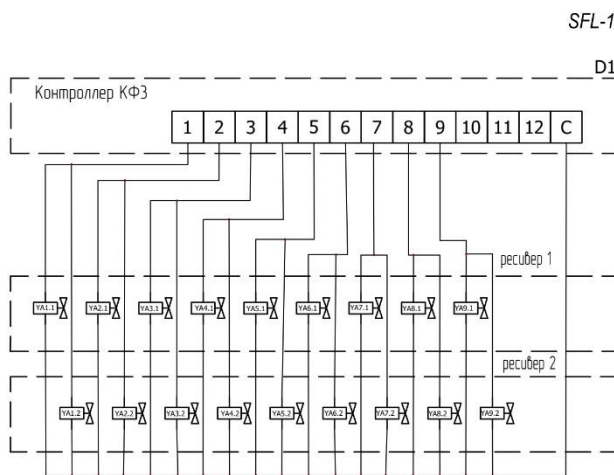 SFL-1
D1
Контроллер КФЗ
1 2 3 4 5 6 7 8 9 10 11 12 C
ресивер 1
YA1.1 YA2.1 YA3.1 YA4.1 YA5.1 YA6.1 YA7.1 YA8.1 YA9.1
ресивер 2
YA1.2 YA2.2 YA3.2 YA4.2 YA5.2 YA6.2 YA7.2 YA8.2 YA9.2